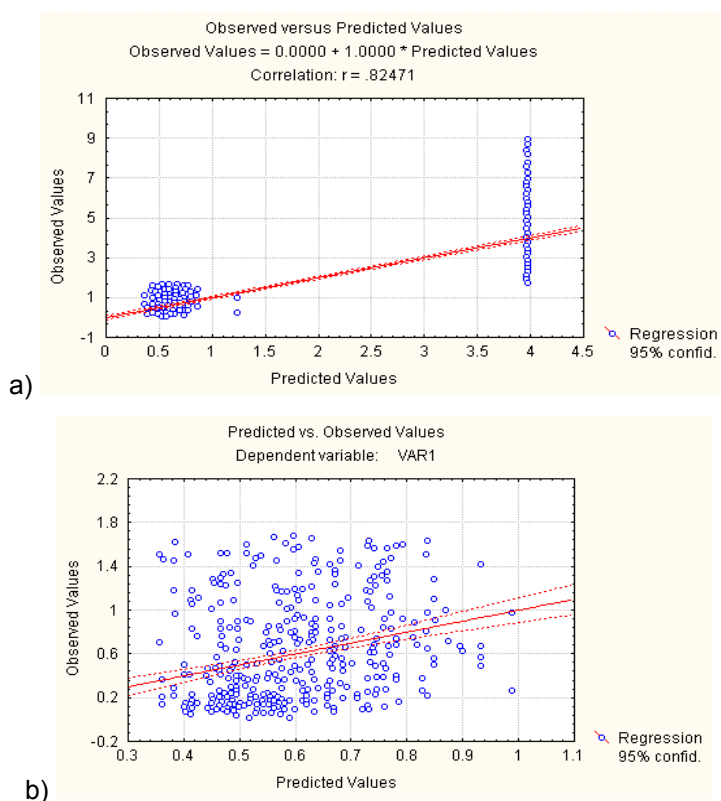 Observed versus Predicted Values
Observed Values = 0.0000 + 1.0000 * Predicted Values
Correlation: r = .82471
11
9
7
5
3
1
-1
Observed Values
0
0.5
1
1.5
2
2.5
3
3.5
4
4.5
Predicted Values
Regression
95% confid.
a)
Predicted vs. Observed Values
Dependent variable: VAR1
2.2
1.8
1.4
1
0.6
0.2
-0.2
Observed Values
0.3
0.4
0.5
0.6
0.7
0.8
0.9
1
1.1
Predicted Values
Regression
95% confid.
b)